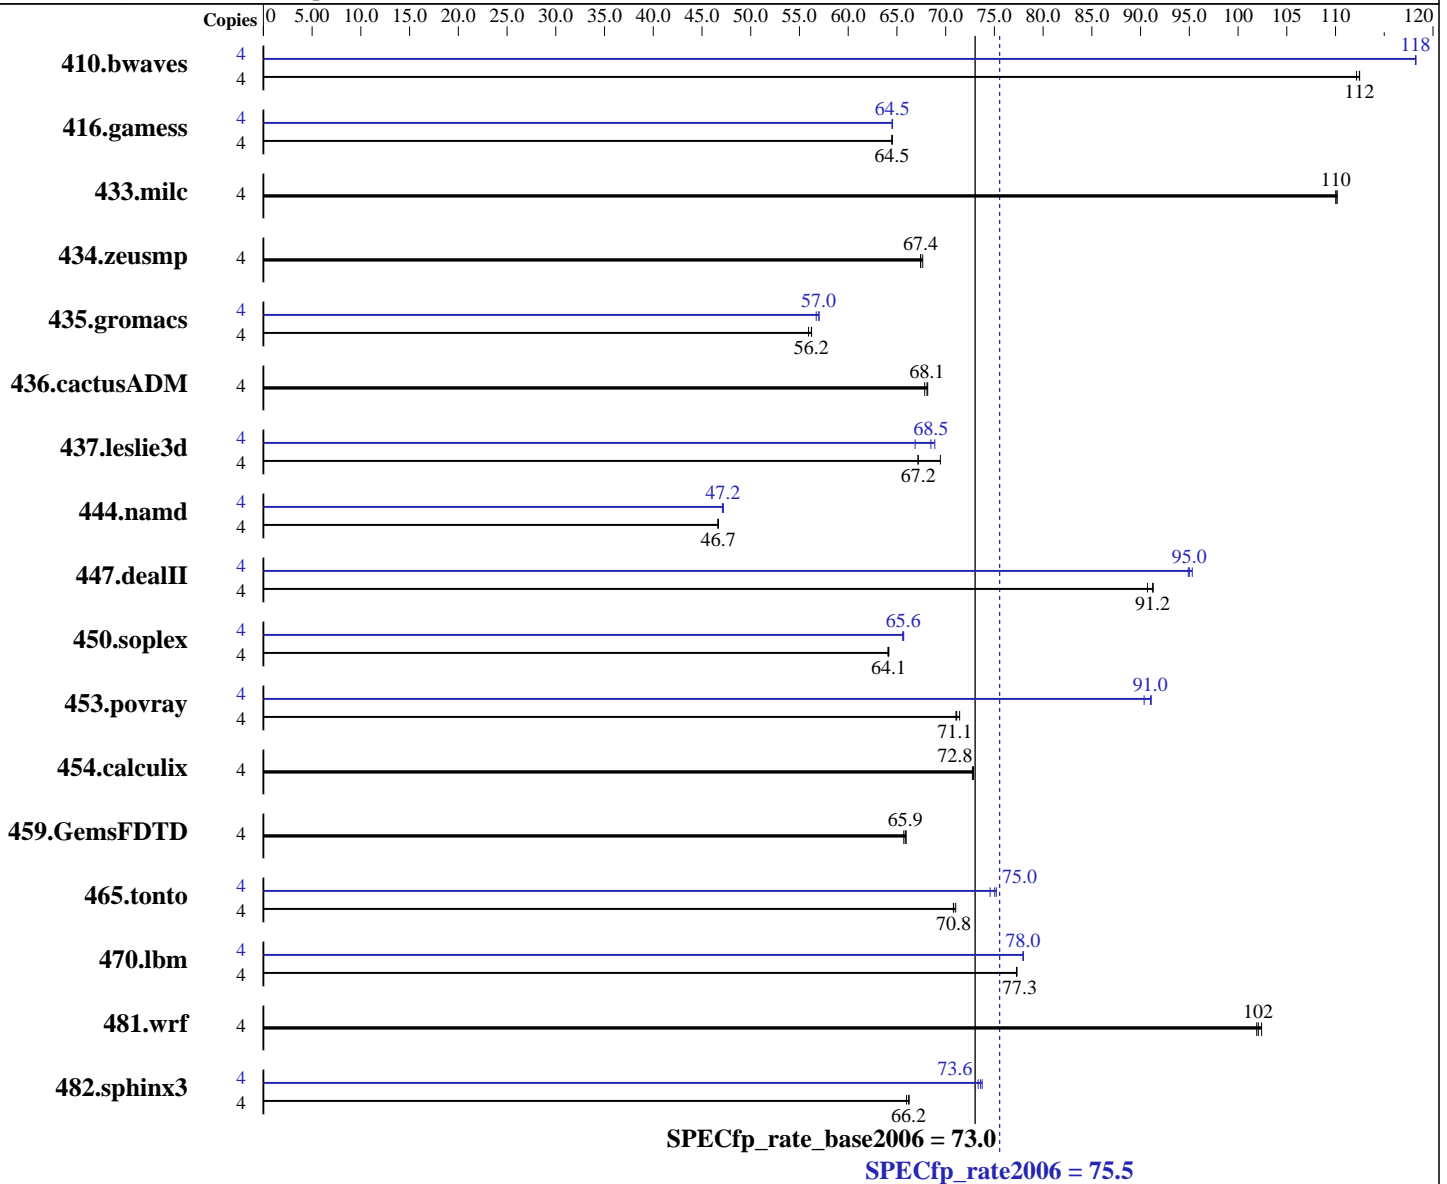 Copies 0 5.00 10.0 15.0 20.0 25.0 30.0 35.0 40.0 45.0 50.0 55.0 60.0 65.0 70.0 75.0 80.0 85.0 90.0 95.0 100 105 110 120
410.bwaves 4 118
4 112
416.gamess 4 64.5
4 64.5
433.milc 4 110
434.zeusmp 4 67.4
435.gromacs 4 57.0
4 56.2
436.cactusADM 4 68.1
437.leslie3d 4 68.5
4 67.2
444.namd 4 47.2
4 46.7
447.dealII 4 95.0
4 91.2
450.soplex 4 65.6
4 64.1
453.povray 4 91.0
4 71.1
454.calculix 4 72.8
459.GemsFDTD 4 65.9
465.tonto 4 75.0
4 70.8
470.lbm 4 78.0
4 77.3
481.wrf 4 102
482.sphinx3 4 73.6
4 66.2
SPECfp_rate_base2006 = 73.0
SPECfp_rate2006 = 75.5